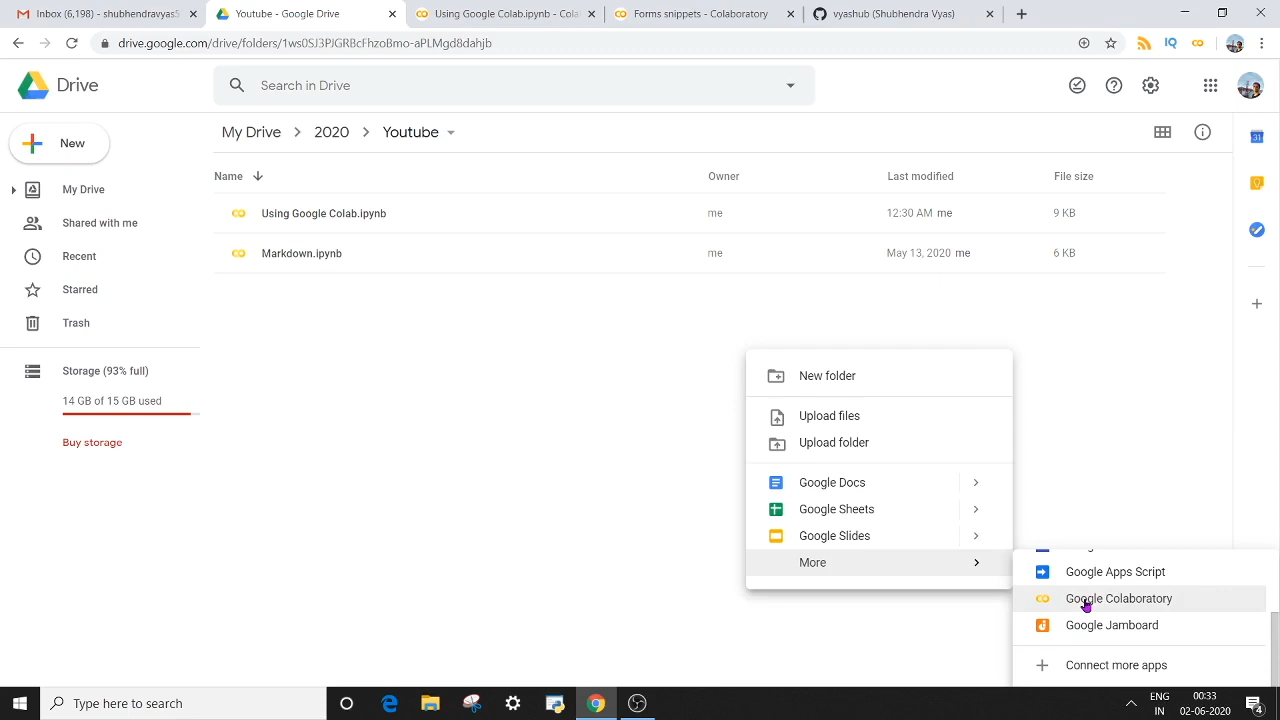 Inbox (6,198) - shubhendravyas5
Youtube - Google Drive
Using Google Colab.ipynb - Cola
Forms snippets - Colaboratory
vyashub (Shubhendra Vyas)
drive.google.com/drive/folders/1ws0SJ3PlGRBcFhzoBmo-aPLMgd8dahjb
Drive
Search in Drive
New
My Drive
2020
Youtube
Name
Owner
Last modified
File size
My Drive
Using Google Colab.ipynb
me
12:30 AM me
9 KB
Shared with me
Markdown.ipynb
me
May 13, 2020 me
6 KB
Recent
Starred
Trash
Storage (93% full)
14 GB of 15 GB used
Buy storage
New folder
Upload files
Upload folder
Google Docs
Google Sheets
Google Slides
More
Google Apps Script
Google Colaboratory
Google Jamboard
Connect more apps
Type here to search
ENG
IN
00:33
02-06-2020
IQ
31
4